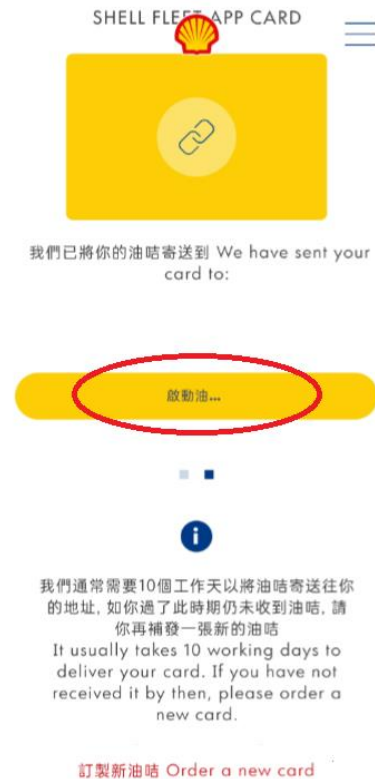 SHELL FLEET APP CARD
我們已將你的油咭寄送到 We have sent your
card to:
啟動油...
我們通常需要10個工作天以將油咭寄送往你
的地址, 如你過了此時期仍未收到油咭, 請
你再補發一張新的油咭
It usually takes 10 working days to
deliver your card. If you have not
received it by then, please order a
new card.
訂製新油咭 Order a new card